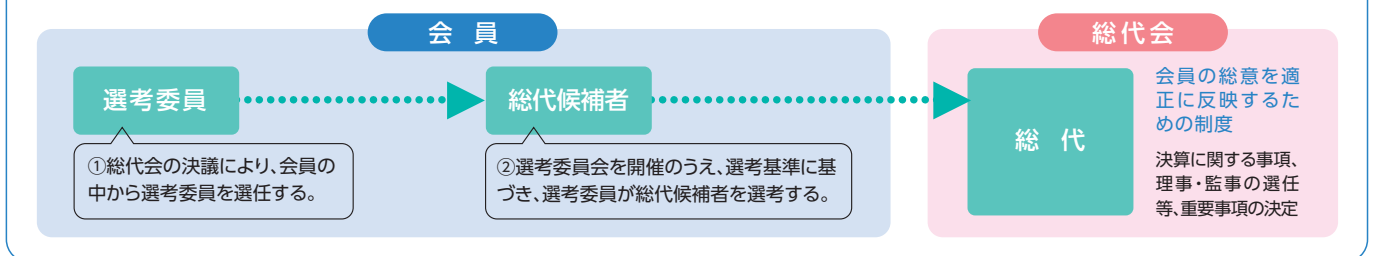 会 員
総代会
選考委員
総代候補者
総 代
①総代会の決議により、会員の
中から選考委員を選任する。
②選考委員会を開催のうえ、選考基準に基
づき、選考委員が総代候補者を選考する。
会員の総意を適
正に反映するた
めの制度
決算に関する事項、
理事・監事の選任
等、重要事項の決定